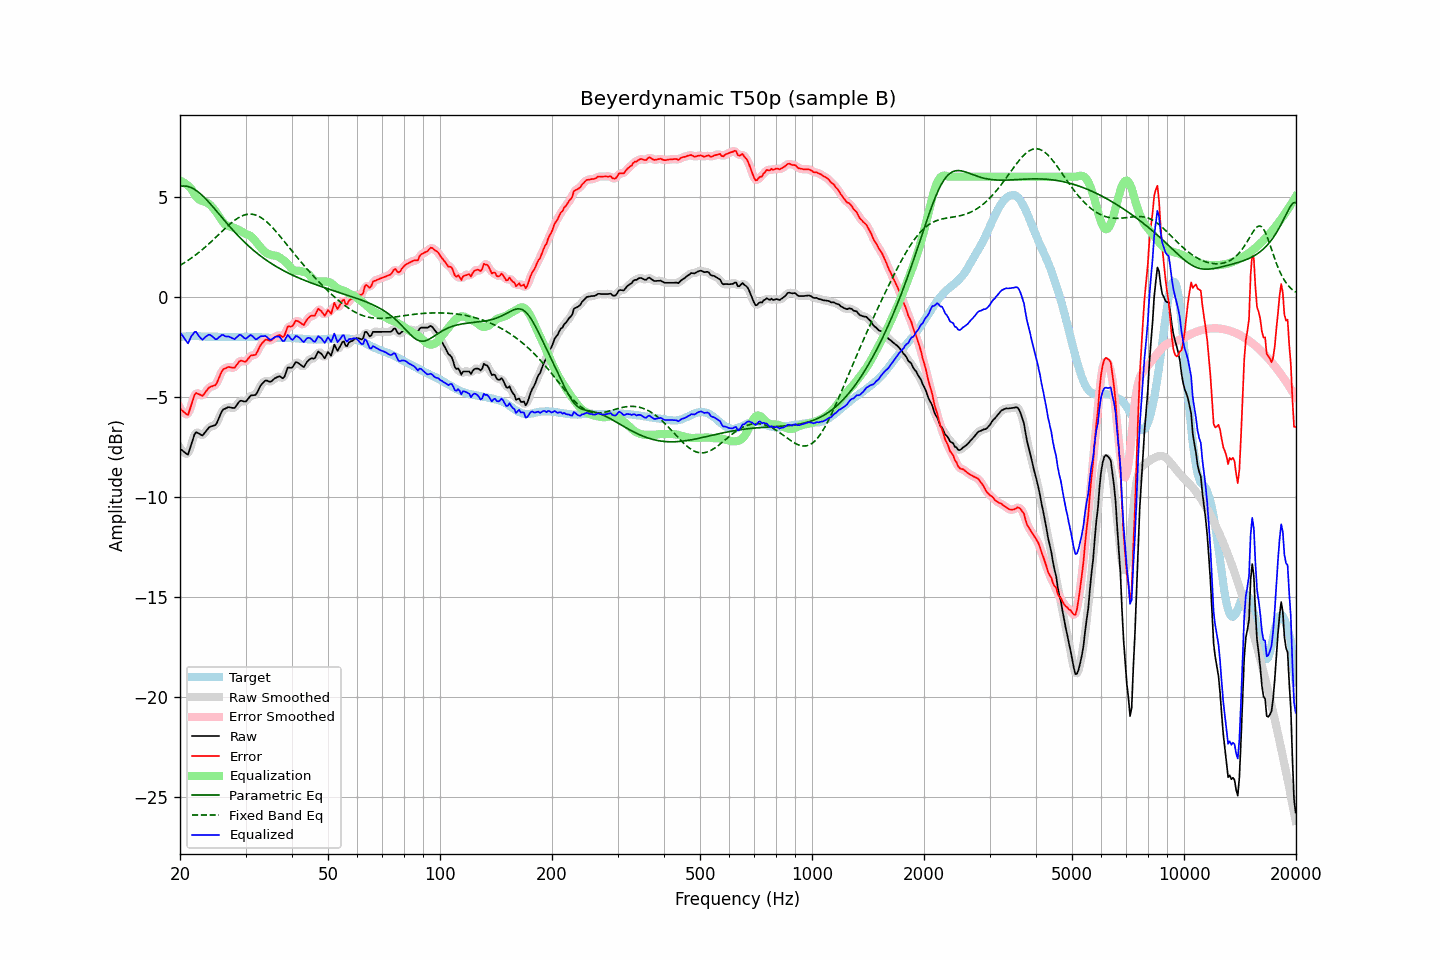 Beyerdynamic T50p (sample B)
Amplitude (dBr)
5
0
−5
−10
−15
−20
−25
Target
Raw Smoothed
Error Smoothed
Raw
Error
Equalization
Parametric Eq
Fixed Band Eq
Equalized
20 50 100 200 500 1000 2000 5000 10000 20000
Frequency (Hz)